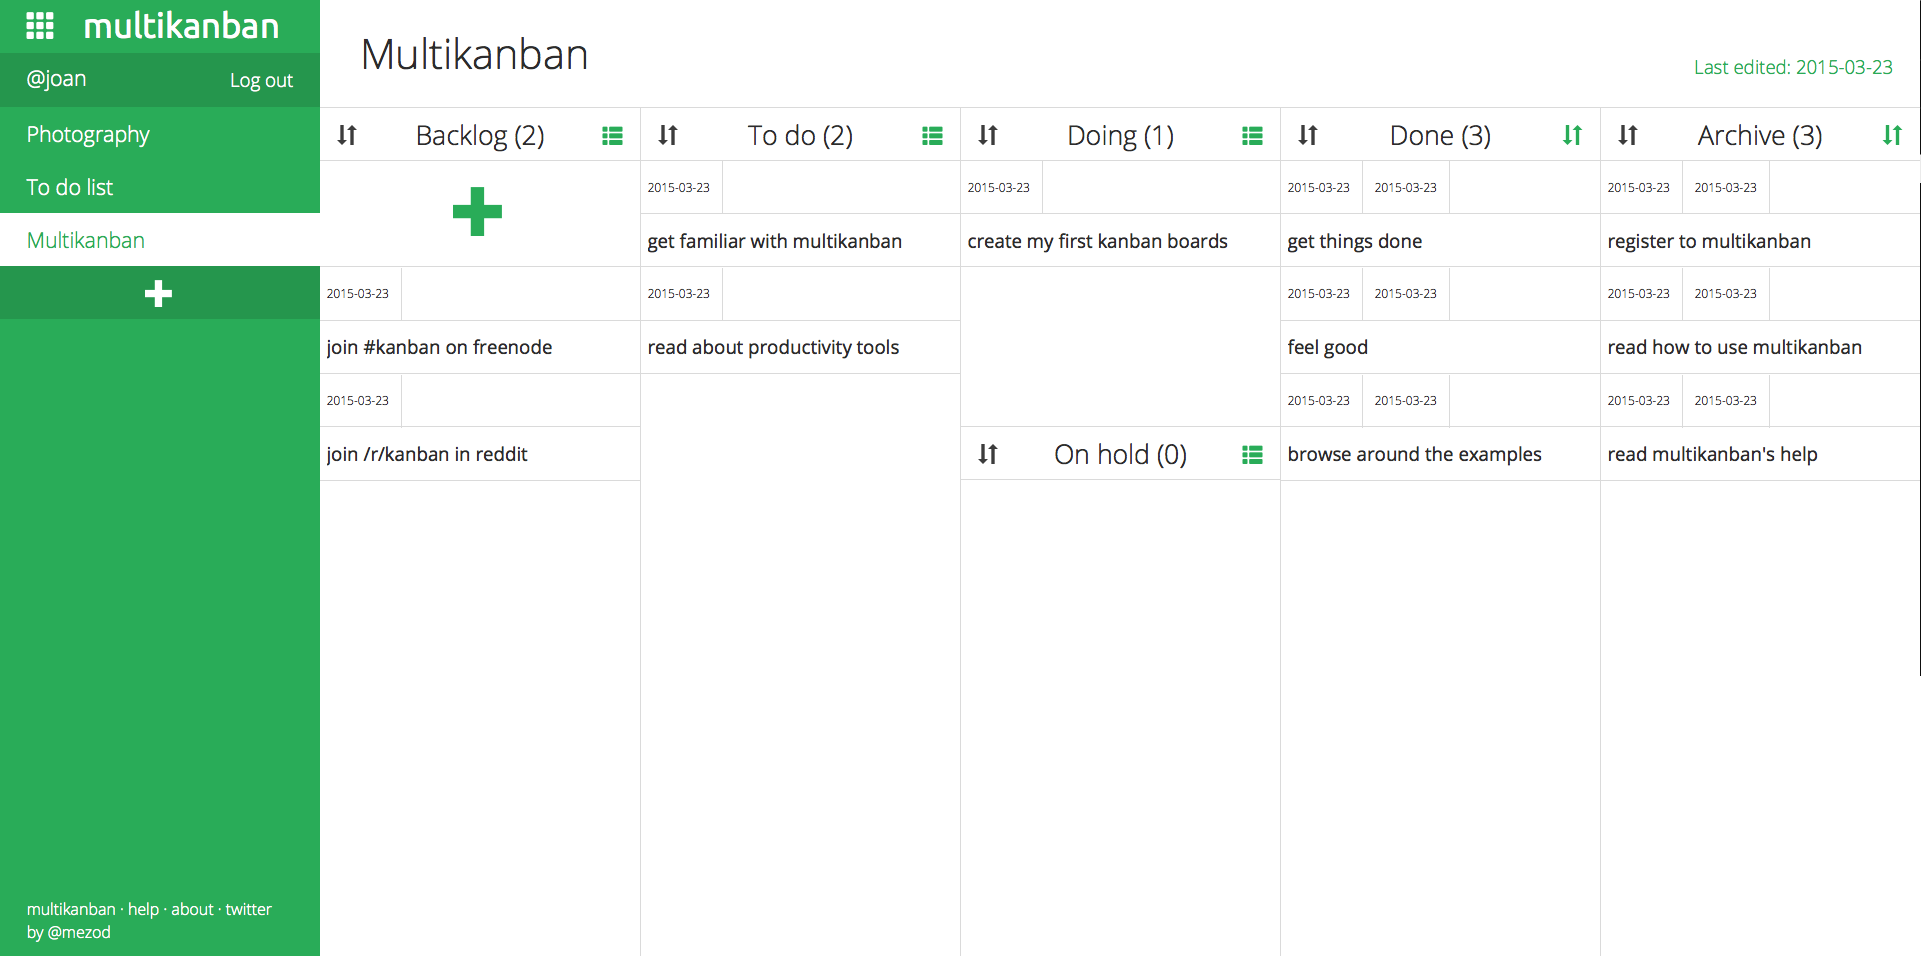 multikanban
@joan
Log out
Photography
To do list
Multikanban
multikanban · help · about · twitter
by @mezod
Multikanban
Last edited: 2015-03-23
Backlog (2)
2015-03-23
join #kanban on freenode
2015-03-23
join /r/kanban in reddit
To do (2)
2015-03-23
get familiar with multikanban
2015-03-23
read about productivity tools
Doing (1)
2015-03-23
create my first kanban boards
On hold (0)
Done (3)
2015-03-23 2015-03-23
get things done
2015-03-23 2015-03-23
feel good
2015-03-23 2015-03-23
browse around the examples
Archive (3)
2015-03-23 2015-03-23
register to multikanban
2015-03-23 2015-03-23
read how to use multikanban
2015-03-23 2015-03-23
read multikanban's help